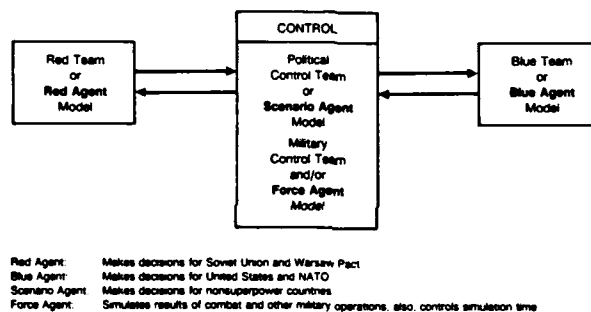 CONTROL
Red Team
or
Red Agent
Model
Political
Control Team
or
Scenario Agent
Model
Military
Control Team
and/or
Force Agent
Model
Blue Team
or
Blue Agent
Model
Red Agent: Makes decisions for Soviet Union and Warsaw Pact
Blue Agent: Makes decisions for United States and NATO
Scenario Agent: Makes decisions for nonsuperpower countries
Force Agent: Simulates results of combat and other military operations, also, controls simulation time